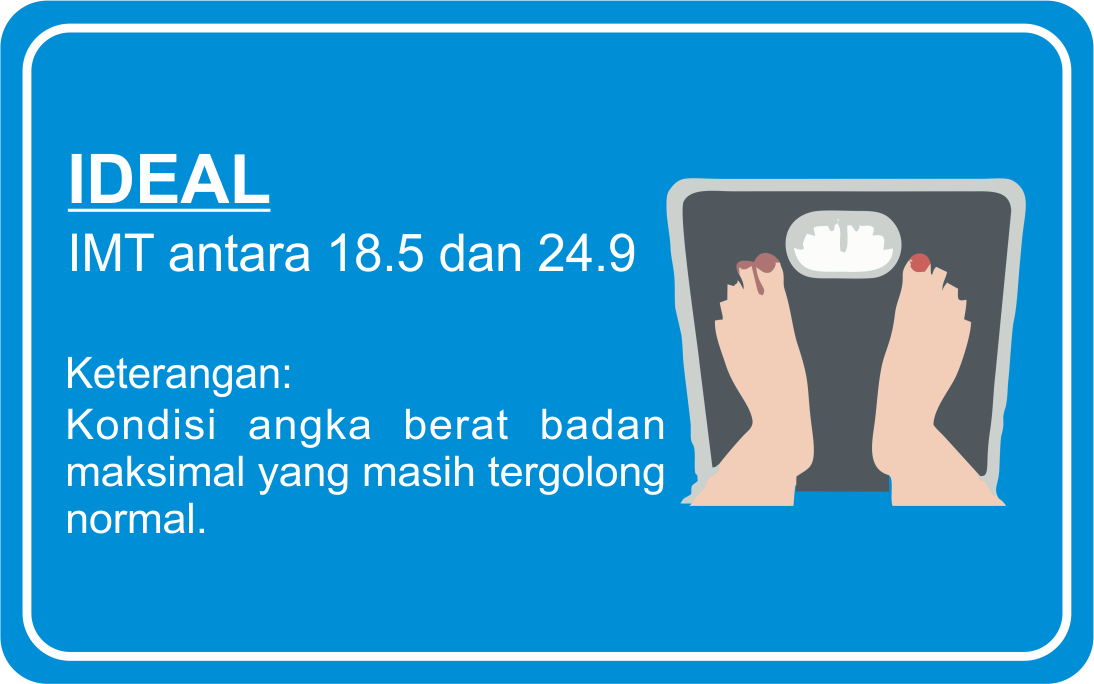 IDEAL
IMT antara 18.5 dan 24.9
Keterangan:
Kondisi angka berat badan
maksimal yang masih tergolong
normal.